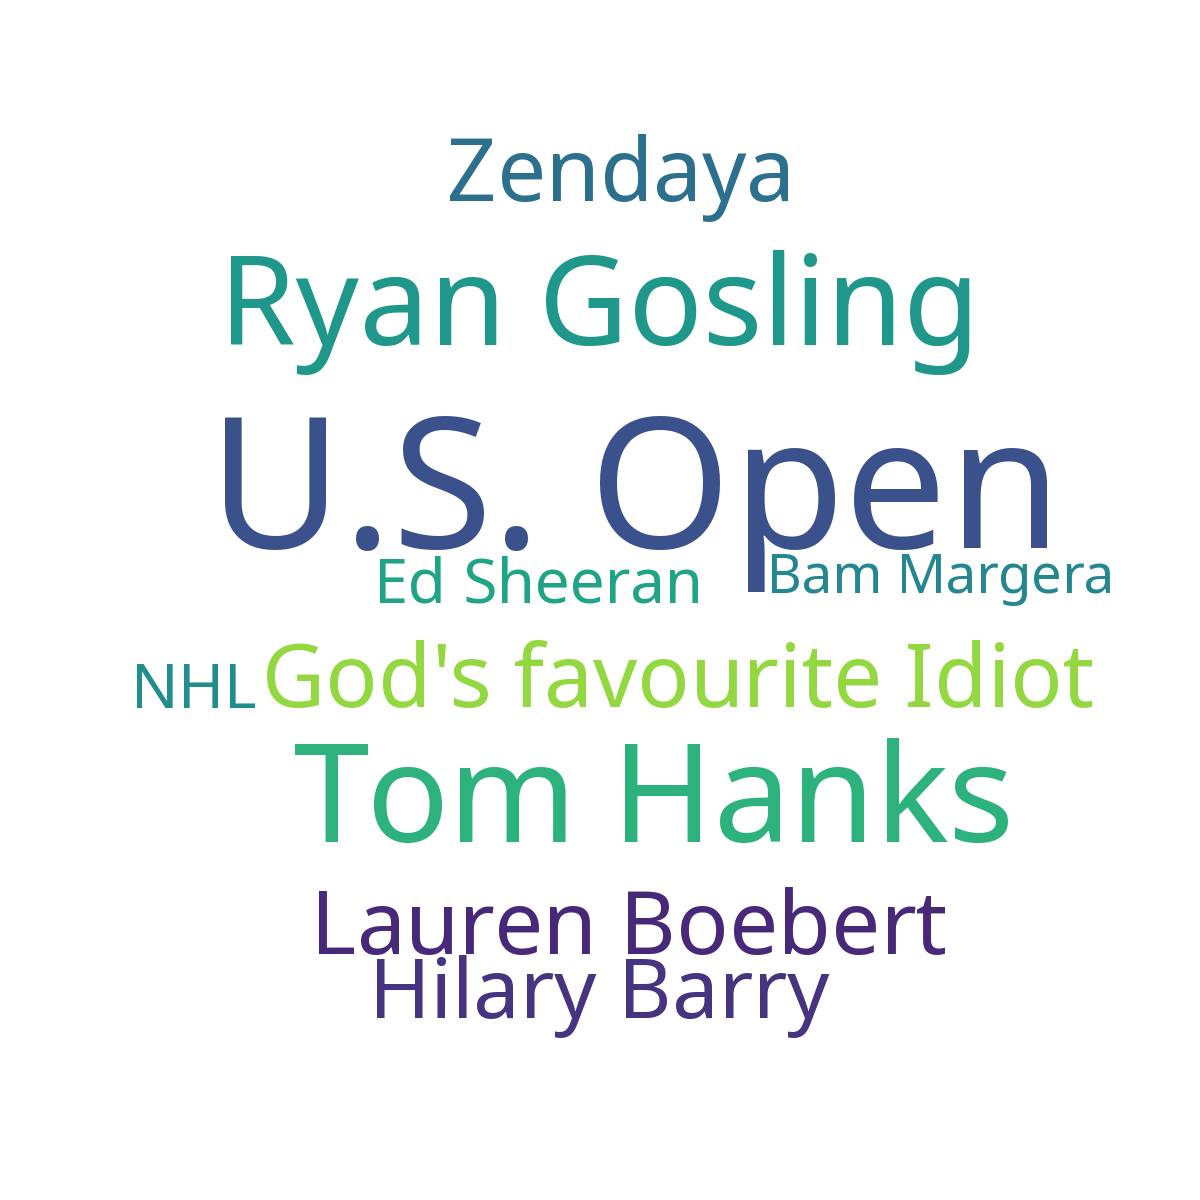 Zendaya
Ryan Gosling
U.S. Open
Ed Sheeran
Bam Margera
NHL
God's favourite Idiot
Tom Hanks
Lauren Boebert
Hilary Barry